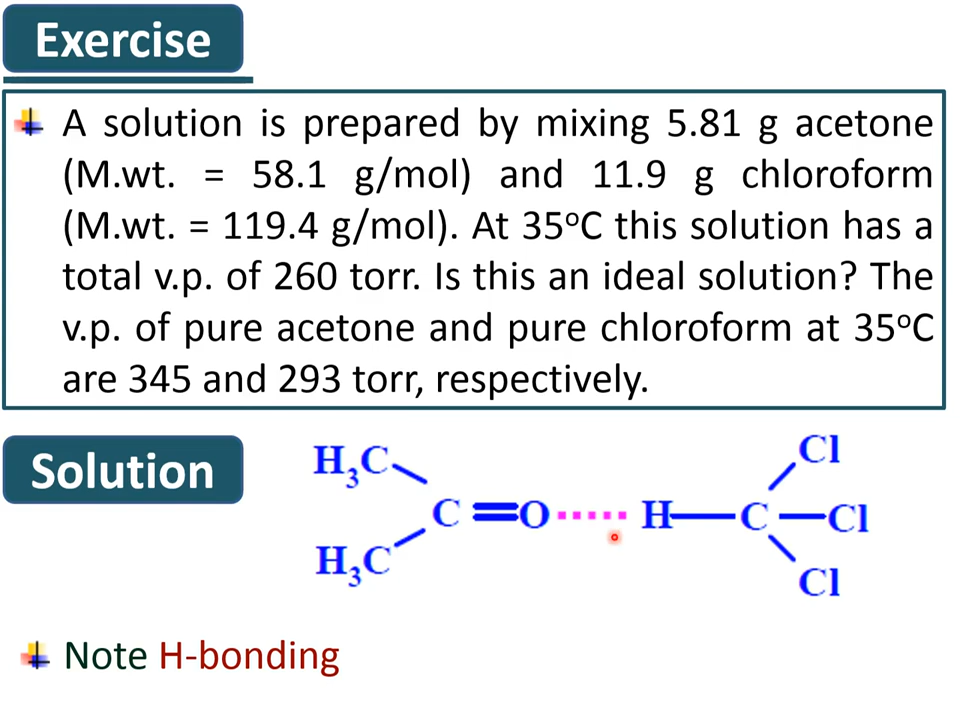 Exercise
A solution is prepared by mixing 5.81 g acetone
(M.wt. = 58.1 g/mol) and 11.9 g chloroform
(M.wt. = 119.4 g/mol). At 35ᵒC this solution has a
total v.p. of 260 torr. Is this an ideal solution? The
v.p. of pure acetone and pure chloroform at 35ᵒC
are 345 and 293 torr, respectively.
Solution
H₃C
Cl
C=O·····H—C—Cl
H₃C
Cl
Note H-bonding